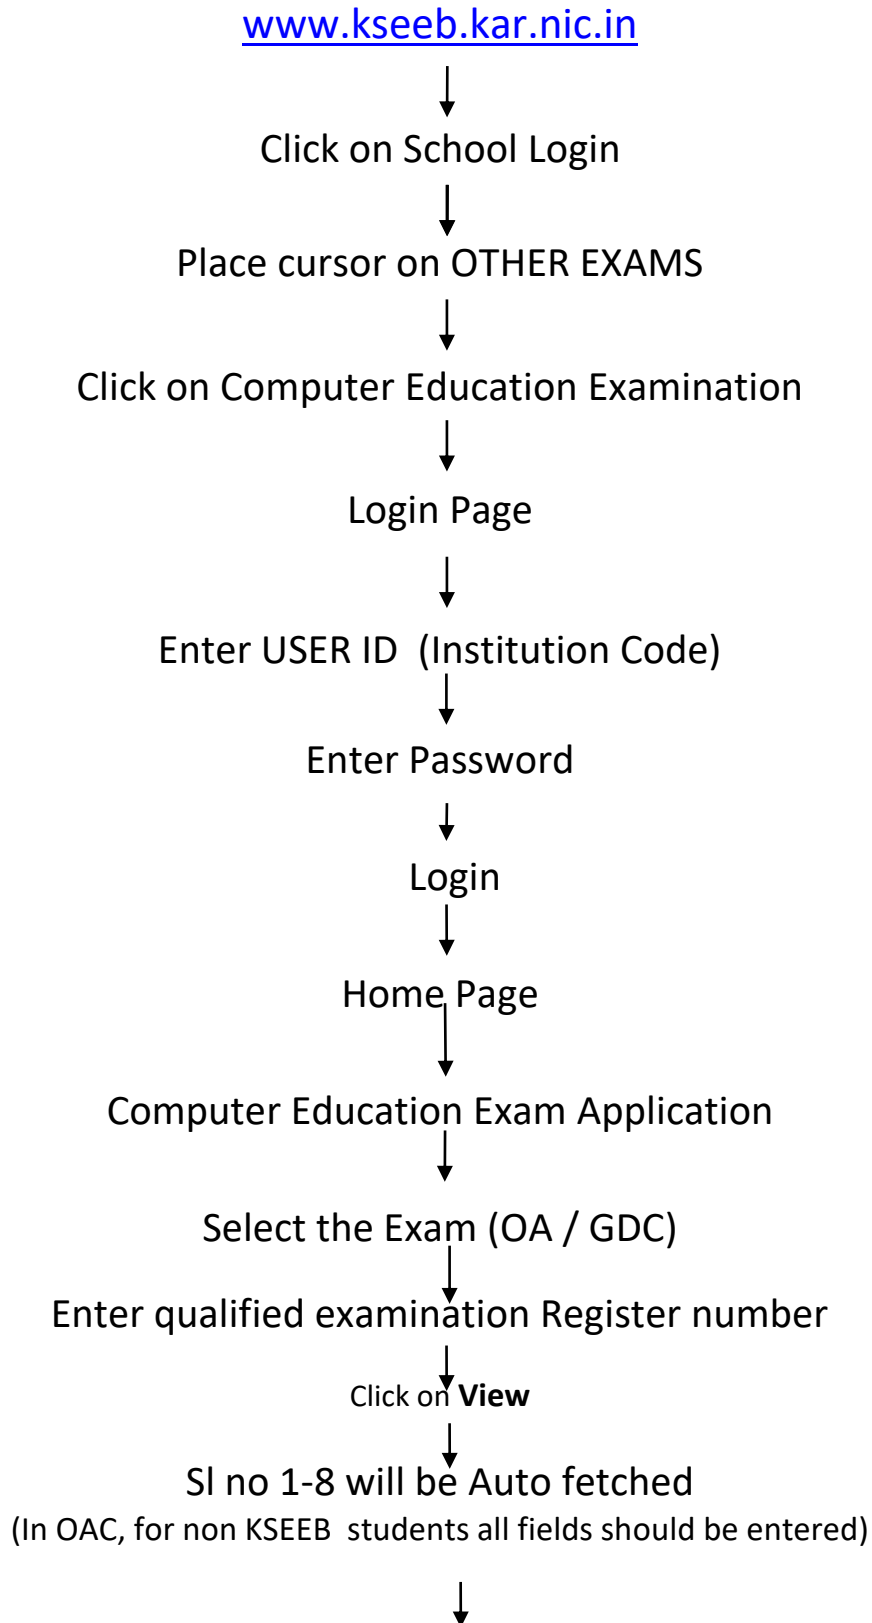 www.kseeb.kar.nic.in
Click on School Login
Place cursor on OTHER EXAMS
Click on Computer Education Examination
Login Page
Enter USER ID (Institution Code)
Enter Password
Login
Home Page
Computer Education Exam Application
Select the Exam (OA / GDC)
Enter qualified examination Register number
Click on View
Sl no 1-8 will be Auto fetched
(In OAC, for non KSEEB students all fields should be entered)